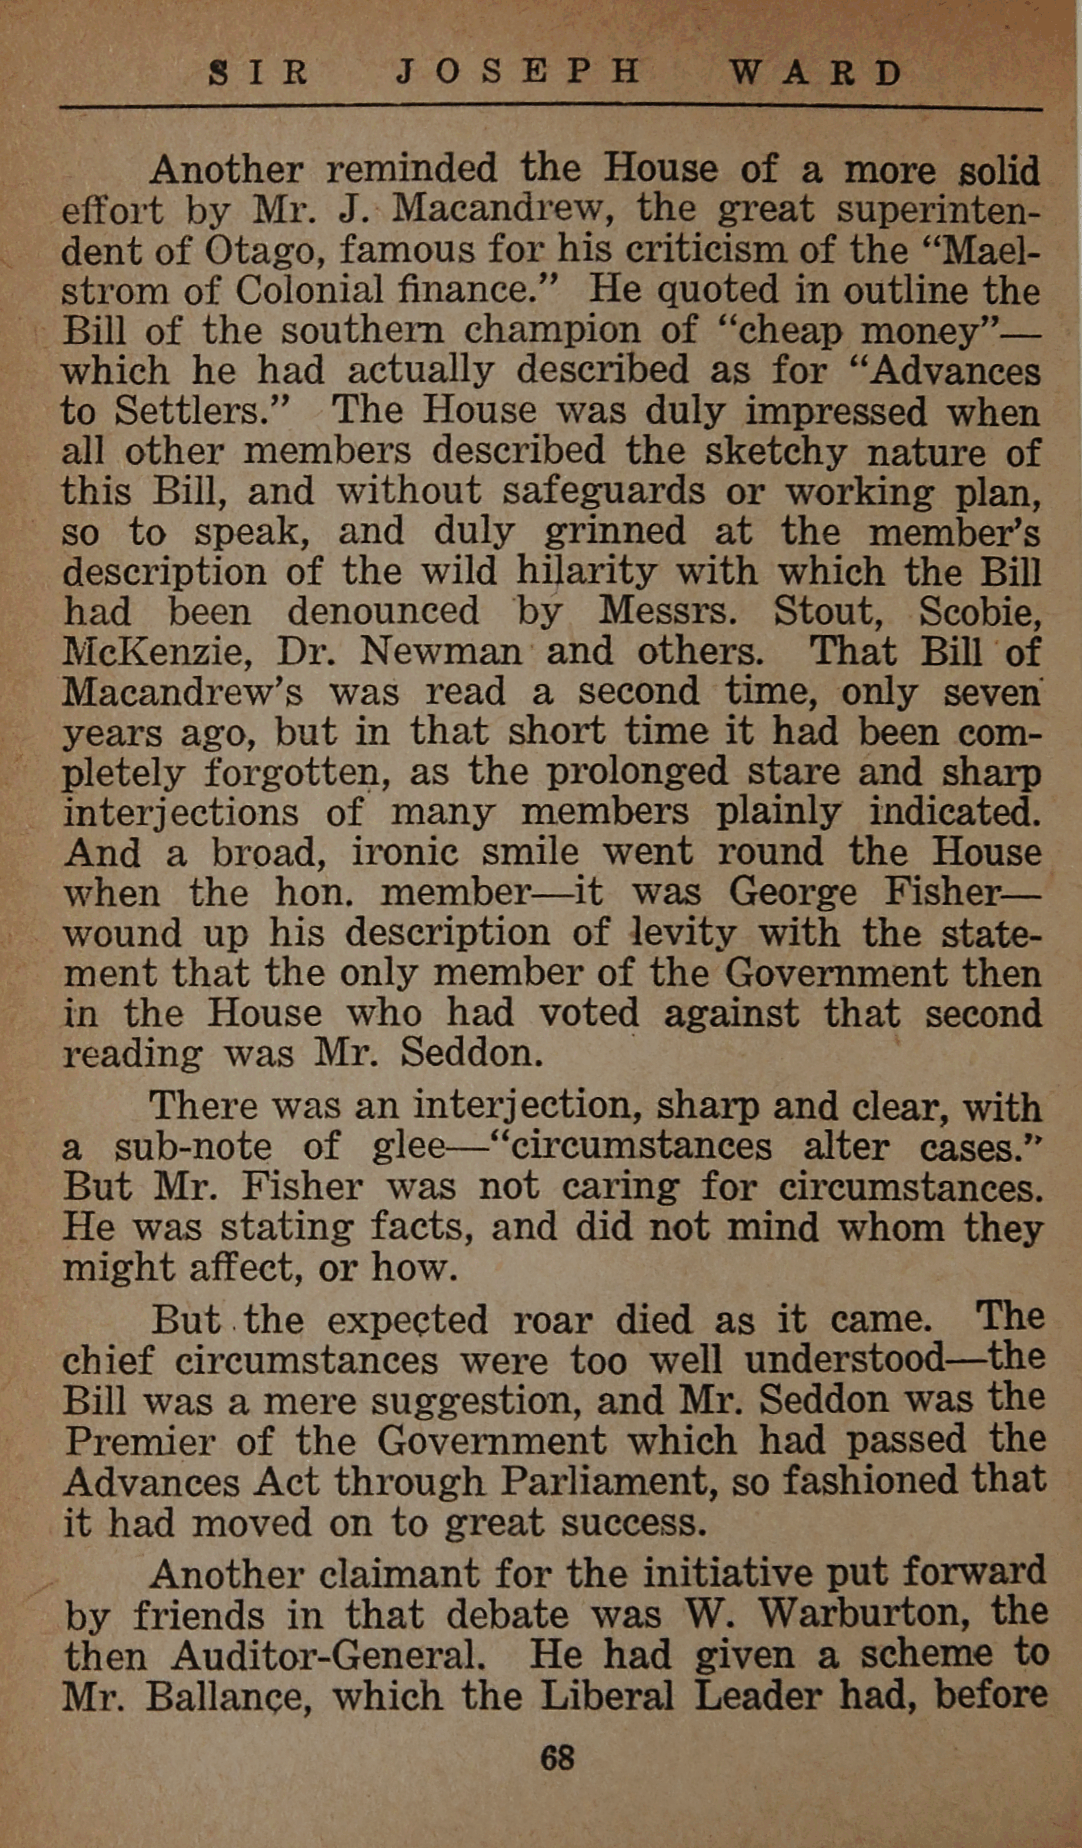 SIR JOSEPH WARD
Another reminded the House of a more solid
effort by Mr. J. Macandrew, the great superinten-
dent of Otago, famous for his criticism of the “Mael-
strom of Colonial finance.” He quoted in outline the
Bill of the southern champion of “cheap money”—
which he had actually described as for “Advances
to Settlers.” The House was duly impressed when
all other members described the sketchy nature of
this Bill, and without safeguards or working plan,
so to speak, and duly grinned at the member’s
description of the wild hilarity with which the Bill
had been denounced by Messrs. Stout, Scobie,
McKenzie, Dr. Newman and others. That Bill of
Macandrew’s was read a second time, only seven
years ago, but in that short time it had been com-
pletely forgotten, as the prolonged stare and sharp
interjections of many members plainly indicated.
And a broad, ironic smile went round the House
when the hon. member—it was George Fisher—
wound up his description of levity with the state-
ment that the only member of the Government then
in the House who had voted against that second
reading was Mr. Seddon.
There was an interjection, sharp and clear, with
a sub-note of glee—“circumstances alter cases.”
But Mr. Fisher was not caring for circumstances.
He was stating facts, and did not mind whom they
might affect, or how.
But the expected roar died as it came. The
chief circumstances were too well understood—the
Bill was a mere suggestion, and Mr. Seddon was the
Premier of the Government which had passed the
Advances Act through Parliament, so fashioned that
it had moved on to great success.
Another claimant for the initiative put forward
by friends in that debate was W. Warburton, the
then Auditor-General. He had given a scheme to
Mr. Ballance, which the Liberal Leader had, before
68